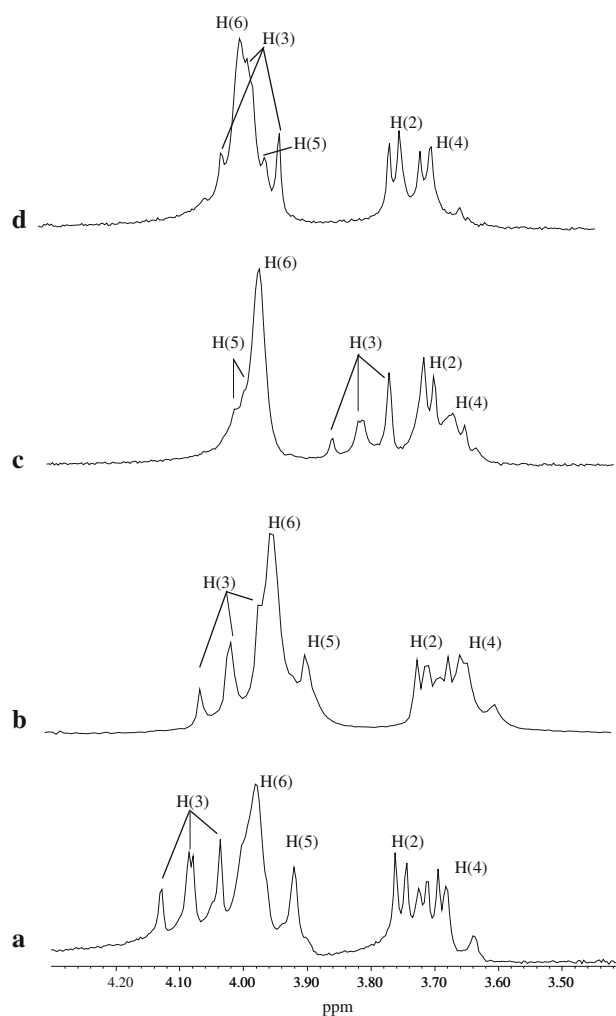 H(6)
H(3)
H(5)
H(2)
H(4)
d
H(6)
H(5)
H(3)
H(2)
H(4)
c
H(6)
H(3)
H(5)
H(2)
H(4)
b
H(6)
H(3)
H(5)
H(2)
H(4)
a
4.20 4.10 4.00 3.90 3.80 3.70 3.60 3.50
ppm